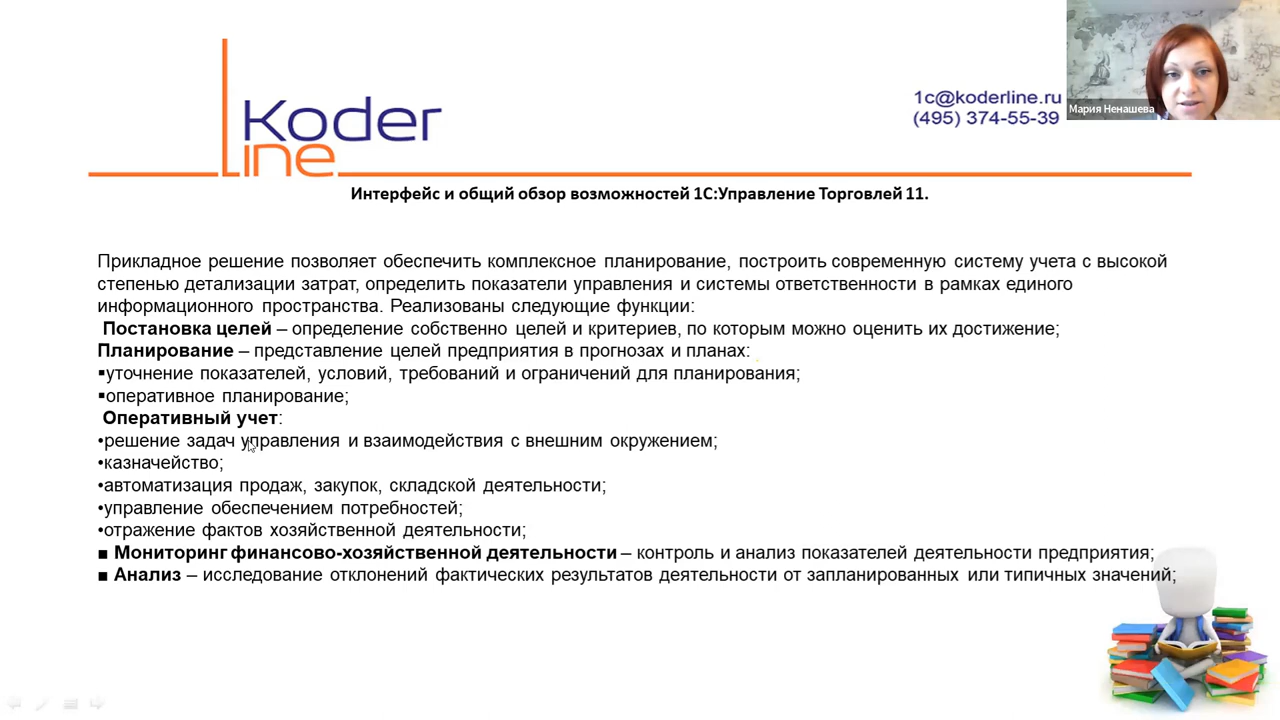 Koder
Line
1c@koderline.ru
(495) 374-55-39
Мария Ненашева
Интерфейс и общий обзор возможностей 1С:Управление Торговлей 11.
Прикладное решение позволяет обеспечить комплексное планирование, построить современную систему учета с высокой
степенью детализации затрат, определить показатели управления и системы ответственности в рамках единого
информационного пространства. Реализованы следующие функции:
Постановка целей – определение собственно целей и критериев, по которым можно оценить их достижение;
Планирование – представление целей предприятия в прогнозах и планах:
▪уточнение показателей, условий, требований и ограничений для планирования;
▪оперативное планирование;
Оперативный учет:
•решение задач управления и взаимодействия с внешним окружением;
•казначейство;
•автоматизация продаж, закупок, складской деятельности;
•управление обеспечением потребностей;
•отражение фактов хозяйственной деятельности;
■ Мониторинг финансово-хозяйственной деятельности – контроль и анализ показателей деятельности предприятия;
■ Анализ – исследование отклонений фактических результатов деятельности от запланированных или типичных значений;